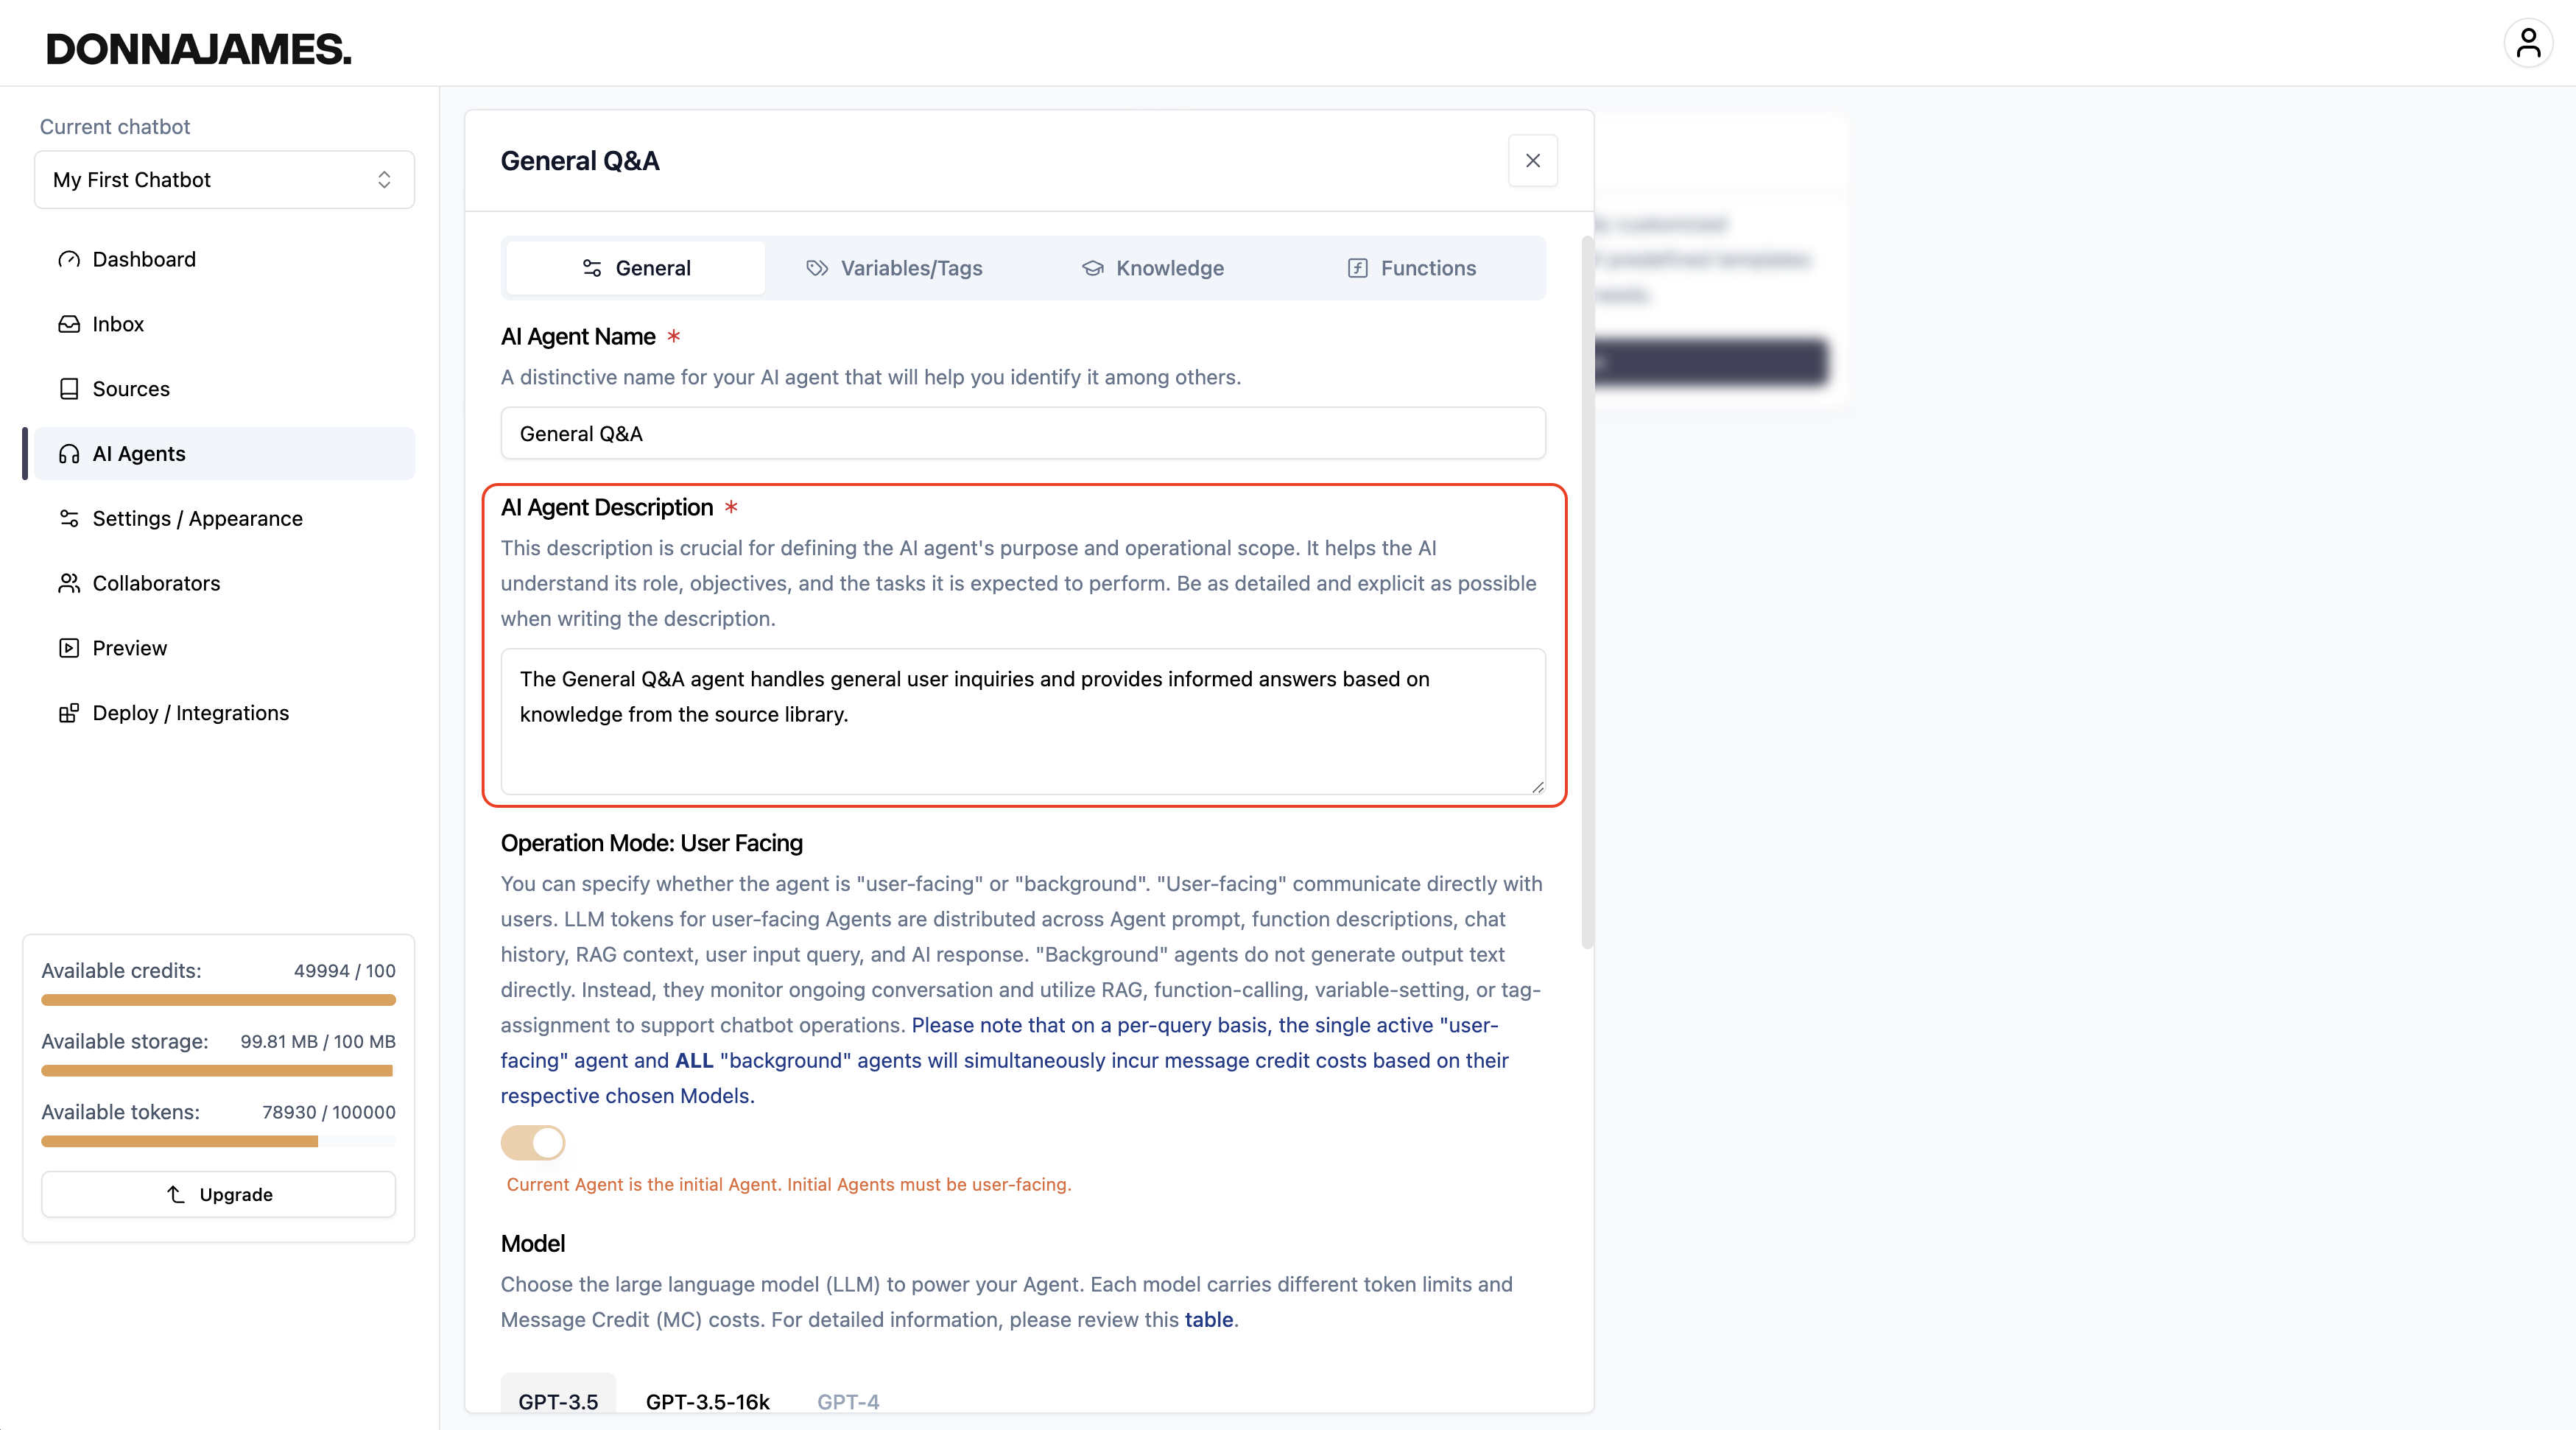 DONNAJAMES.
Current chatbot
My First Chatbot
Dashboard
Inbox
Sources
AI Agents
Settings / Appearance
Collaborators
Preview
Deploy / Integrations
Available credits: 49994 / 100
Available storage: 99.81 MB / 100 MB
Available tokens: 78930 / 100000
Upgrade
General Q&A
General Variables/Tags Knowledge Functions
AI Agent Name *
A distinctive name for your AI agent that will help you identify it among others.
General Q&A
AI Agent Description *
This description is crucial for defining the AI agent's purpose and operational scope. It helps the AI
understand its role, objectives, and the tasks it is expected to perform. Be as detailed and explicit as possible
when writing the description.
The General Q&A agent handles general user inquiries and provides informed answers based on
knowledge from the source library.
Operation Mode: User Facing
You can specify whether the agent is "user-facing" or "background". "User-facing" communicate directly with
users. LLM tokens for user-facing Agents are distributed across Agent prompt, function descriptions, chat
history, RAG context, user input query, and AI response. "Background" agents do not generate output text
directly. Instead, they monitor ongoing conversation and utilize RAG, function-calling, variable-setting, or tag-
assignment to support chatbot operations. Please note that on a per-query basis, the single active "user-
facing" agent and ALL "background" agents will simultaneously incur message credit costs based on their
respective chosen Models.
Current Agent is the initial Agent. Initial Agents must be user-facing.
Model
Choose the large language model (LLM) to power your Agent. Each model carries different token limits and
Message Credit (MC) costs. For detailed information, please review this table.
GPT-3.5 GPT-3.5-16k GPT-4
customized
predefined templates